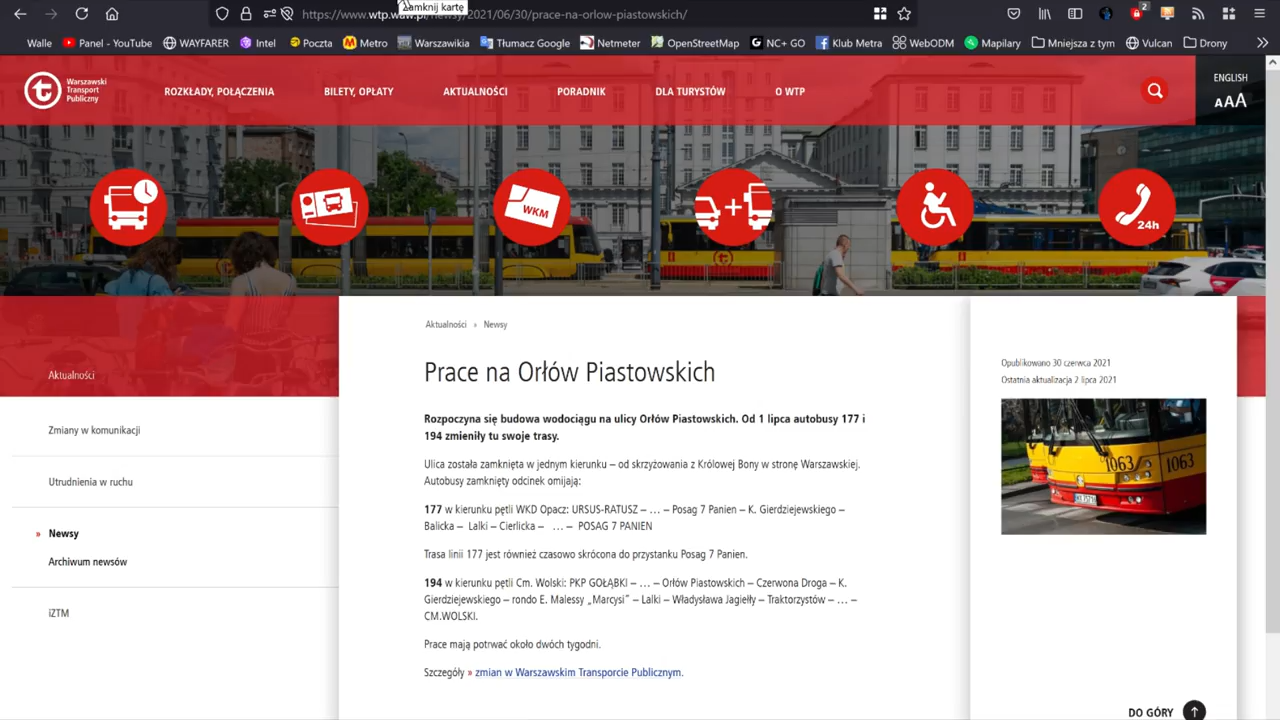 Zamknij kartę
https://www.wtp.waw.pl/newsy/2021/06/30/prace-na-orlow-piastowskich/
2
Walle
Panel - YouTube
WAYFARER
Intel
Poczta
Metro
Warszawikia
Tłumacz Google
Netmeter
OpenStreetMap
NC+ GO
Klub Metra
WebODM
Mapilary
Mniejsza z tym
Vulcan
Drony
Warszawski
Transport
Publiczny
ROZKŁADY, POŁĄCZENIA
BILETY, OPŁATY
AKTUALNOŚCI
PORADNIK
DLA TURYSTÓW
O WTP
ENGLISH
AAA
WKM
24h
Aktualności » Newsy
Aktualności
Zmiany w komunikacji
Utrudnienia w ruchu
» Newsy
Archiwum newsów
iZTM
Prace na Orłów Piastowskich
Rozpoczyna się budowa wodociągu na ulicy Orłów Piastowskich. Od 1 lipca autobusy 177 i
194 zmieniły tu swoje trasy.
Ulica została zamknięta w jednym kierunku – od skrzyżowania z Królowej Bony w stronę Warszawskiej.
Autobusy zamknięty odcinek omijają:
177 w kierunku pętli WKD Opacz: URSUS-RATUSZ – … – Posag 7 Panien – K. Gierdziejewskiego –
Balicka – Lalki – Cierlicka – … – POSAG 7 PANIEN
Trasa linii 177 jest również czasowo skrócona do przystanku Posag 7 Panien.
194 w kierunku pętli Cm. Wolski: PKP GOŁĄBKI – … – Orłów Piastowskich – Czerwona Droga – K.
Gierdziejewskiego – rondo E. Malessy „Marcysi” – Lalki – Władysława Jagiełły – Traktorzystów – … –
CM.WOLSKI.
Prace mają potrwać około dwóch tygodni.
Szczegóły » zmian w Warszawskim Transporcie Publicznym.
Opublikowano 30 czerwca 2021
Ostatnia aktualizacja 2 lipca 2021
1063
1063
DO GÓRY